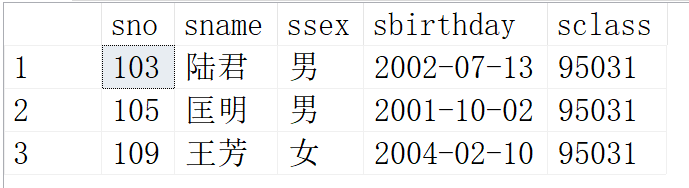 sno sname ssex sbirthday sclass
1 103 陆君 男 2002-07-13 95031
2 105 匡明 男 2001-10-02 95031
3 109 王芳 女 2004-02-10 95031